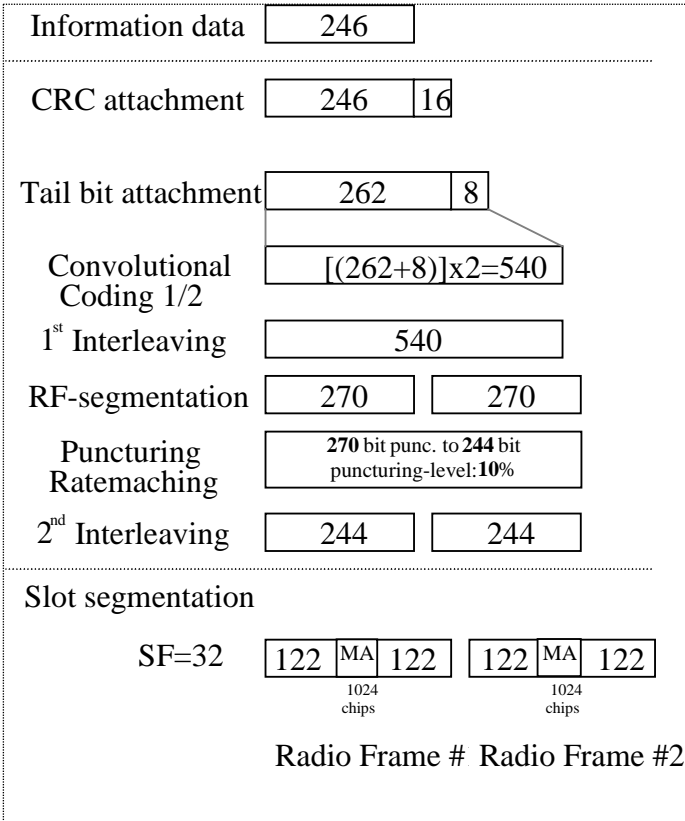 Information data 246
CRC attachment 246 16
Tail bit attachment 262 8
Convolutional
Coding 1/2
[(262+8)]x2=540
1st Interleaving 540
RF-segmentation 270 270
Puncturing
Ratemaching
270 bit punc. to 244 bit
puncturing-level:10%
2nd Interleaving 244 244
Slot segmentation
SF=32 122 MA 122 122 MA 122
1024
chips
1024
chips
Radio Frame # Radio Frame #2